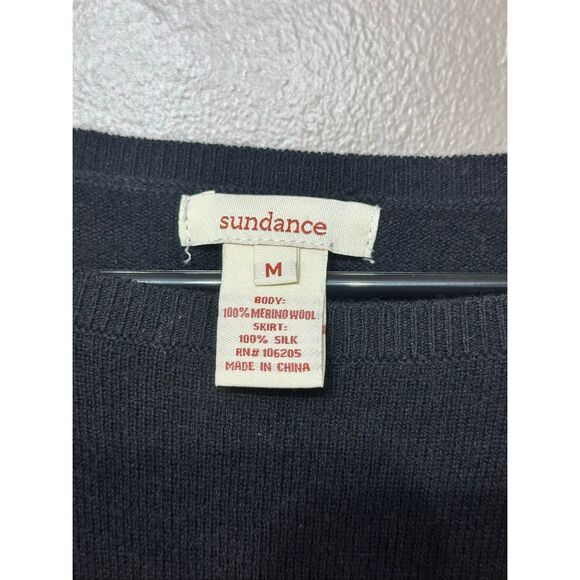 sundance
M
BODY:
100% MERINO WOOL
SKIRT:
100% SILK
RN# 106205
MADE IN CHINA